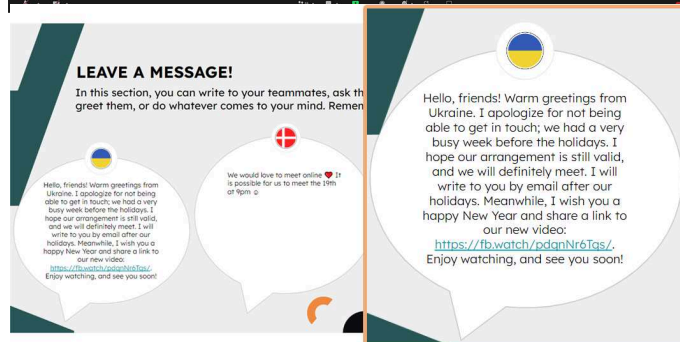 LEAVE A MESSAGE!
In this section, you can write to your teammates, ask th
greet them, or do whatever comes to your mind. Remem
Hello, friends! Warm greetings from
Ukraine. I apologize for not being
able to get in touch; we had a very
busy week before the holidays. I
hope our arrangement is still valid,
and we will definitely meet. I will
write to you by email after our
holidays. Meanwhile, I wish you a
happy New Year and share a link to
our new video:
https://fb.watch/pdqnNr6Tqs/.
Enjoy watching, and see you soon!
We would love to meet online ❤️ It
is possible for us to meet the 19th
at 9pm ☺
Hello, friends! Warm greetings from
Ukraine. I apologize for not being
able to get in touch; we had a very
busy week before the holidays. I
hope our arrangement is still valid,
and we will definitely meet. I will
write to you by email after our
holidays. Meanwhile, I wish you a
happy New Year and share a link to
our new video:
https://fb.watch/pdqnNr6Tqs/.
Enjoy watching, and see you soon!